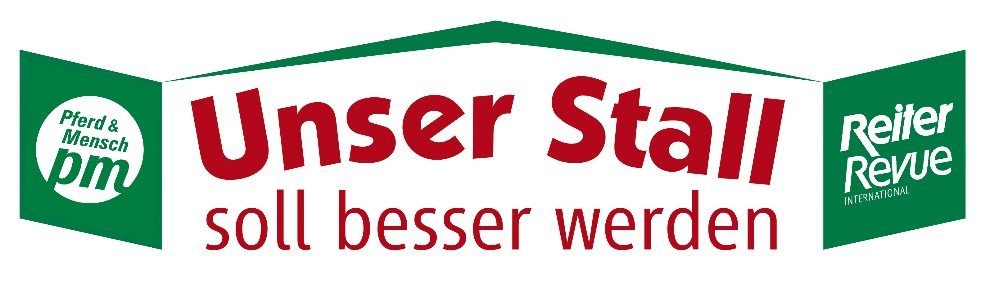 Pferd &
Mensch
pm
Unser Stall
soll besser werden
Reiter
Revue
INTERNATIONAL